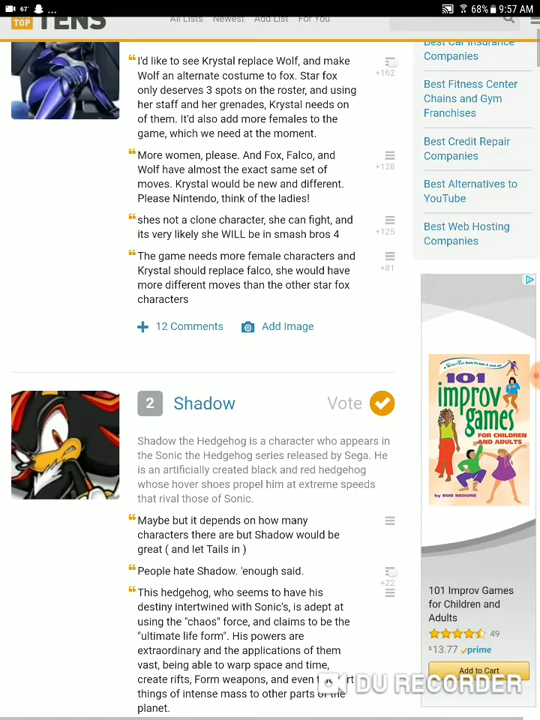 67°
...
68%
9:57 AM
TOP TENS
All Lists
Newest
Add List
For You
I'd like to see Krystal replace Wolf, and make
Wolf an alternate costume to fox. Star fox
only deserves 3 spots on the roster, and using
her staff and her grenades, Krystal needs on
of them. It'd also add more females to the
game, which we need at the moment.
+162
More women, please. And Fox, Falco, and
Wolf have almost the exact same set of
moves. Krystal would be new and different.
Please Nintendo, think of the ladies!
+128
shes not a clone character, she can fight, and
its very likely she WILL be in smash bros 4
+125
The game needs more female characters and
Krystal should replace falco, she would have
more different moves than the other star fox
characters
+81
12 Comments
Add Image
2 Shadow
Vote
Shadow the Hedgehog is a character who appears in
the Sonic the Hedgehog series released by Sega. He
is an artificially created black and red hedgehog
whose hover shoes propel him at extreme speeds
that rival those of Sonic.
Maybe but it depends on how many
characters there are but Shadow would be
great ( and let Tails in )
People hate Shadow. 'enough said.
+22
This hedgehog, who seems to have his
destiny intertwined with Sonic's, is adept at
using the "chaos" force, and claims to be the
"ultimate life form". His powers are
extraordinary and the applications of them
vast, being able to warp space and time,
create rifts, Form weapons, and even
things of intense mass to other parts of the
planet.
Best Car Insurance
Companies
Best Fitness Center
Chains and Gym
Franchises
Best Credit Repair
Companies
Best Alternatives to
YouTube
Best Web Hosting
Companies
101
improv
games
FOR CHILDREN
AND ADULTS
by BOB BEDORE
101 Improv Games
for Children and
Adults
49
$13.77 prime
Add to Cart
DU RECORDER